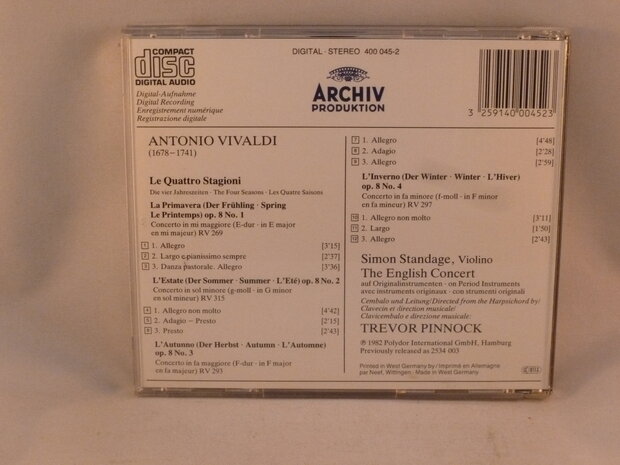 COMPACT
disc
DIGITAL AUDIO
DIGITAL · STEREO 400 045-2
Digital-Aufnahme
Digital Recording
Enregistrement numérique
Registrazione digitale
ARCHIV
PRODUKTION
3 259140 004523
ANTONIO VIVALDI
(1678–1741)
Le Quattro Stagioni
Die vier Jahreszeiten · The Four Seasons · Les Quatre Saisons
La Primavera (Der Frühling · Spring
Le Printemps) op. 8 No. 1
Concerto in mi maggiore (E-dur · in E major
en mi majeur) RV 269
1 1. Allegro [3'15]
2 2. Largo e pianissimo sempre [2'37]
3 3. Danza pastorale. Allegro [3'36]
L'Estate (Der Sommer · Summer · L'Eté) op. 8 No. 2
Concerto in sol minore (g-moll · in G minor
en sol mineur) RV 315
4 1. Allegro non molto [4'42]
5 2. Adagio – Presto [2'15]
6 3. Presto [2'43]
L'Autunno (Der Herbst · Autumn · L'Automne)
op. 8 No. 3
Concerto in fa maggiore (F-dur · in F major
en fa majeur) RV 293
7 1. Allegro [4'48]
8 2. Adagio [2'28]
9 3. Allegro [2'59]
L'Inverno (Der Winter · Winter · L'Hiver)
op. 8 No. 4
Concerto in fa minore (f-moll · in F minor
en fa mineur) RV 297
10 1. Allegro non molto [3'11]
11 2. Largo [1'50]
12 3. Allegro [2'43]
Simon Standage, Violino
The English Concert
auf Originalinstrumenten · on Period Instruments
avec instruments originaux · con strumenti originali
Cembalo und Leitung/Directed from the Harpsichord by/
Clavecin et direction musicale/
Clavicembalo e direzione musicale:
TREVOR PINNOCK
℗ 1982 Polydor International GmbH, Hamburg
Previously released as 2534 003
Printed in West Germany by/Imprimé en Allemagne
par Neef, Wittingen · Made in West Germany